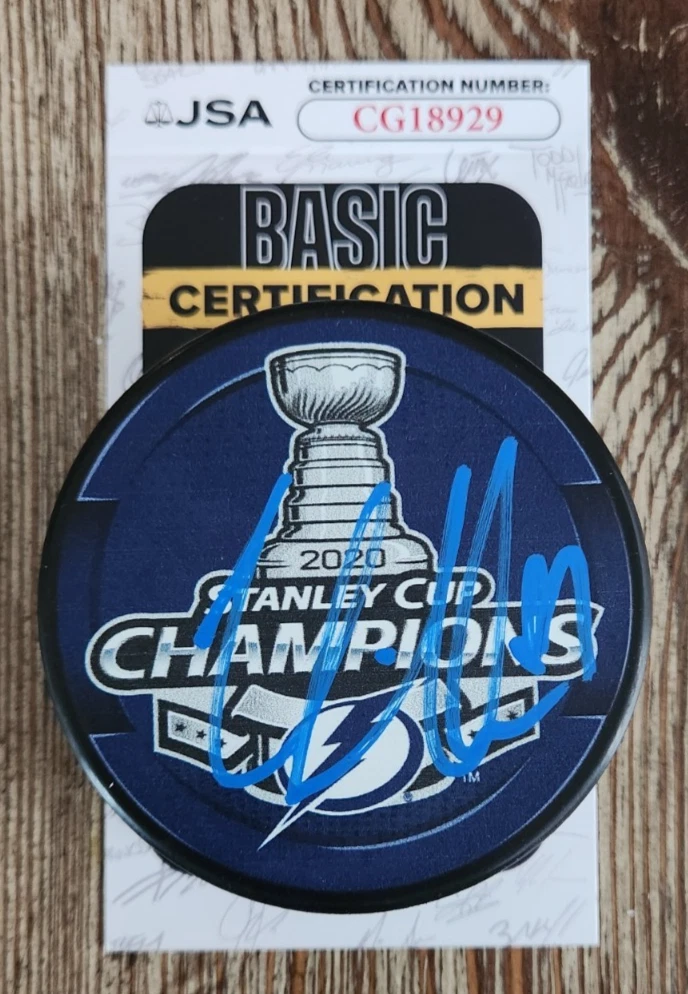 JSA
CERTIFICATION NUMBER:
CG18929
BASIC
CERTIFICATION
2020
STANLEY CUP
CHAMPIONS
TM